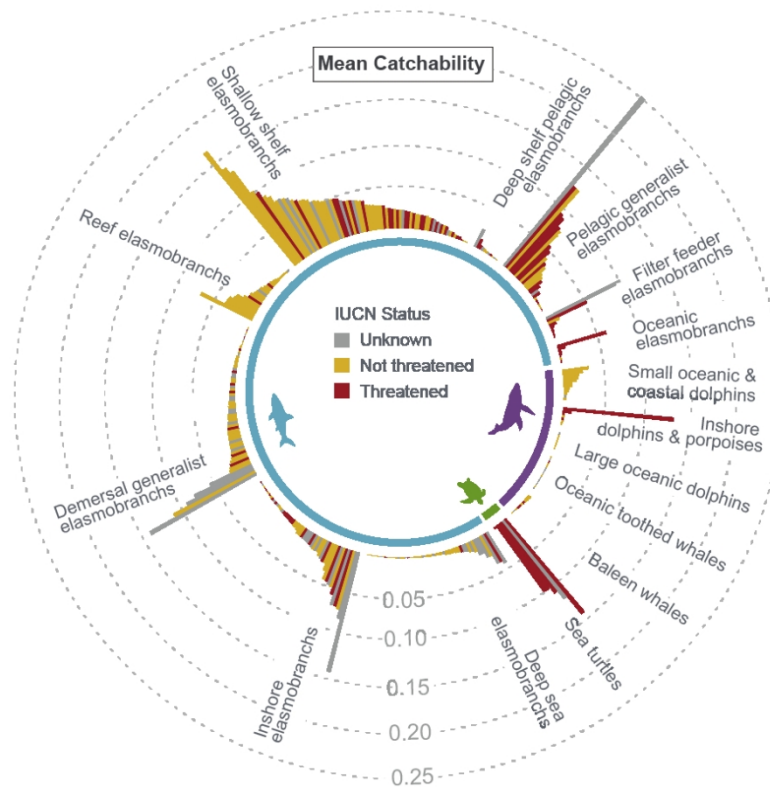 Mean Catchability
Shallow shelf
elasmobranchs
Deep shelf pelagic
elasmobranchs
Pelagic generalist
elasmobranchs
Reef elasmobranchs
Filter feeder
elasmobranchs
Oceanic
elasmobranchs
IUCN Status
Unknown
Not threatened
Threatened
Small oceanic &
coastal dolphins
Inshore
dolphins & porpoises
Large oceanic dolphins
Oceanic toothed whales
Baleen whales
Sea turtles
Deep sea
elasmobranchs
Demersal generalist
elasmobranchs
Inshore
elasmobranchs
0.05
0.10
0.15
0.20
0.25